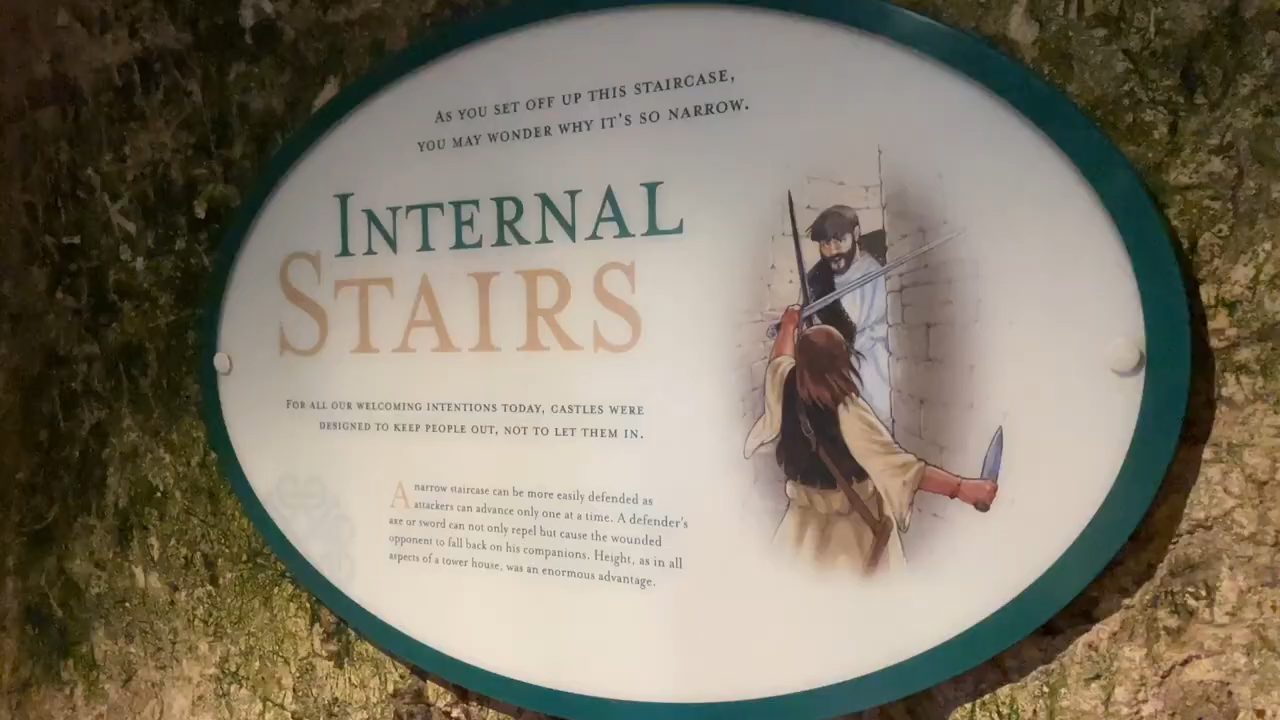 AS YOU SET OFF UP THIS STAIRCASE,
YOU MAY WONDER WHY IT'S SO NARROW.
INTERNAL
STAIRS
FOR ALL OUR WELCOMING INTENTIONS TODAY, CASTLES WERE
DESIGNED TO KEEP PEOPLE OUT, NOT TO LET THEM IN.
A narrow staircase can be more easily defended as
attackers can advance only one at a time. A defender's
axe or sword can not only repel but cause the wounded
opponent to fall back on his companions. Height, as in all
aspects of a tower house, was an enormous advantage.